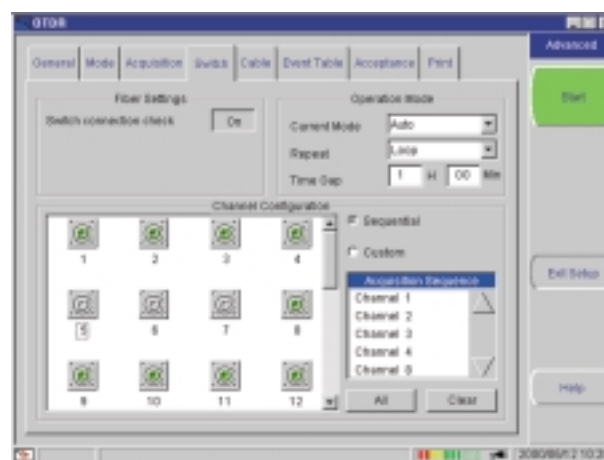 OTDR
Advanced
General Mode Acquisition Switch Cable Event Table Acceptance Print
Start
Fiber Settings
Operation Mode
Switch connection check On
Current Mode Auto
Repeat Loop
Time Gap 1 H 00 Min
Channel Configuration
Sequential
Custom
1 2 3 4
Acquisition Sequence
Channel 1
Channel 2
Channel 3
Channel 4
Channel 8
5 6 7 8
Exit Setup
9 10 11 12
All Clear
Help